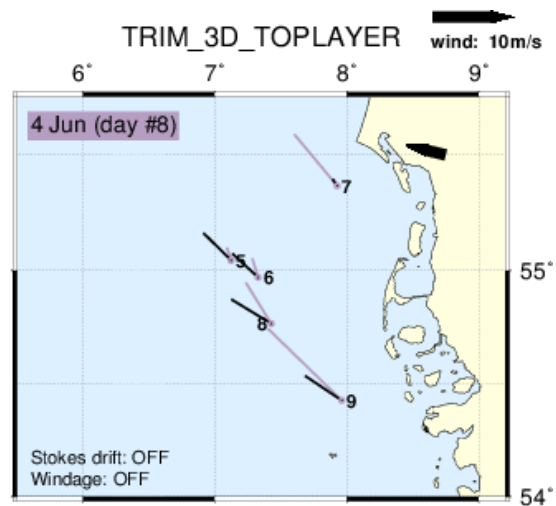 TRIM_3D_TOPLAYER
wind: 10m/s
6° 7° 8° 9°
4 Jun (day #8)
7
5
6
55°
8
9
Stokes drift: OFF
Windage: OFF
54°